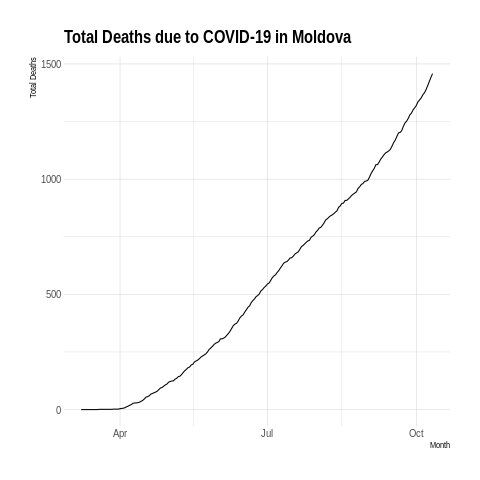 Total Deaths due to COVID-19 in Moldova
Total Deaths
1500
1000
500
0
Apr
Jul
Oct
Month